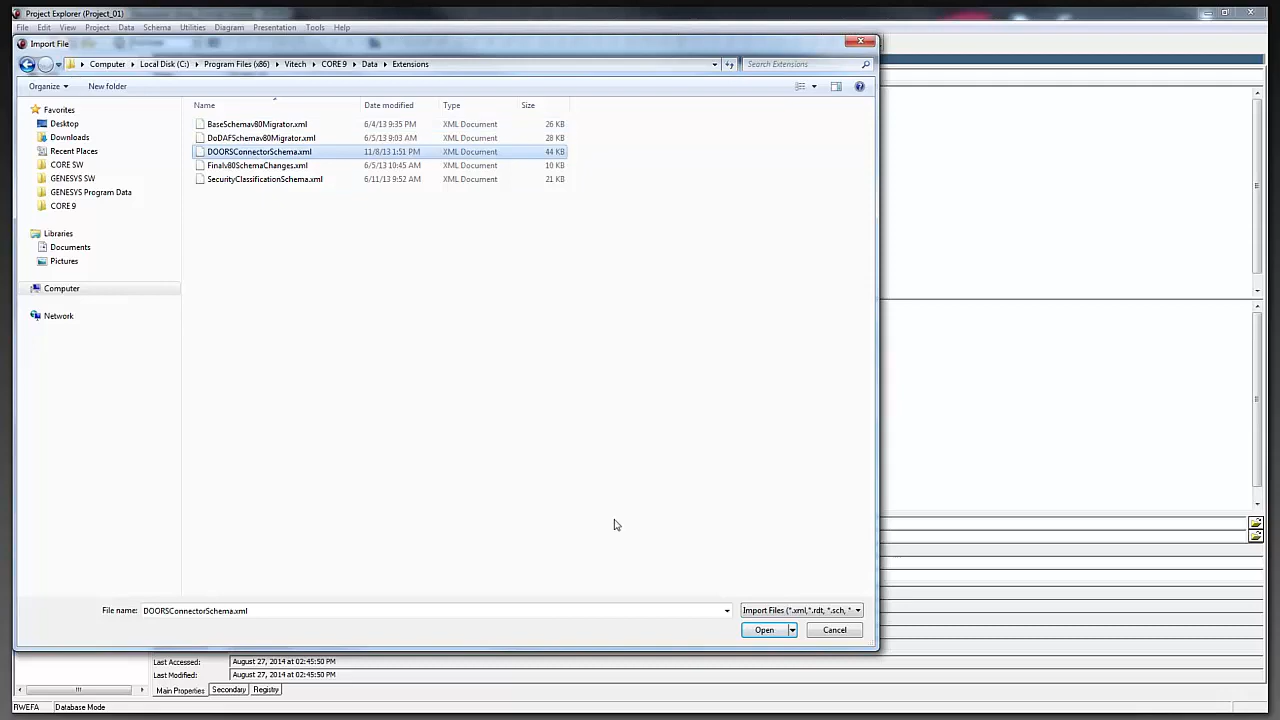 Project Explorer (Project_01)
File Edit View Project Data Schema Utilities Diagram Presentation Tools Help
Import File
Computer Local Disk (C:) Program Files (x86) Vitech CORE 9 Data Extensions Search Extensions
Organize New folder
Name Date modified Type Size
Favorites
Desktop
Downloads
Recent Places
CORE SW
GENESYS SW
GENESYS Program Data
CORE 9
Libraries
Documents
Pictures
Computer
Network
BaseSchemav80Migrator.xml 6/4/13 9:35 PM XML Document 26 KB
DoDAFSchemav80Migrator.xml 6/5/13 9:03 AM XML Document 28 KB
DOORSConnectorSchema.xml 11/8/13 1:51 PM XML Document 44 KB
Finalv80SchemaChanges.xml 6/5/13 10:45 AM XML Document 10 KB
SecurityClassificationSchema.xml 6/11/13 9:52 AM XML Document 21 KB
File name: DOORSConnectorSchema.xml Import Files (*.xml,*.rdt, *.sch, *
Open Cancel
Last Accessed: August 27, 2014 at 02:45:50 PM
Last Modified: August 27, 2014 at 02:45:50 PM
Main Properties Secondary Registry
RWEFA Database Mode